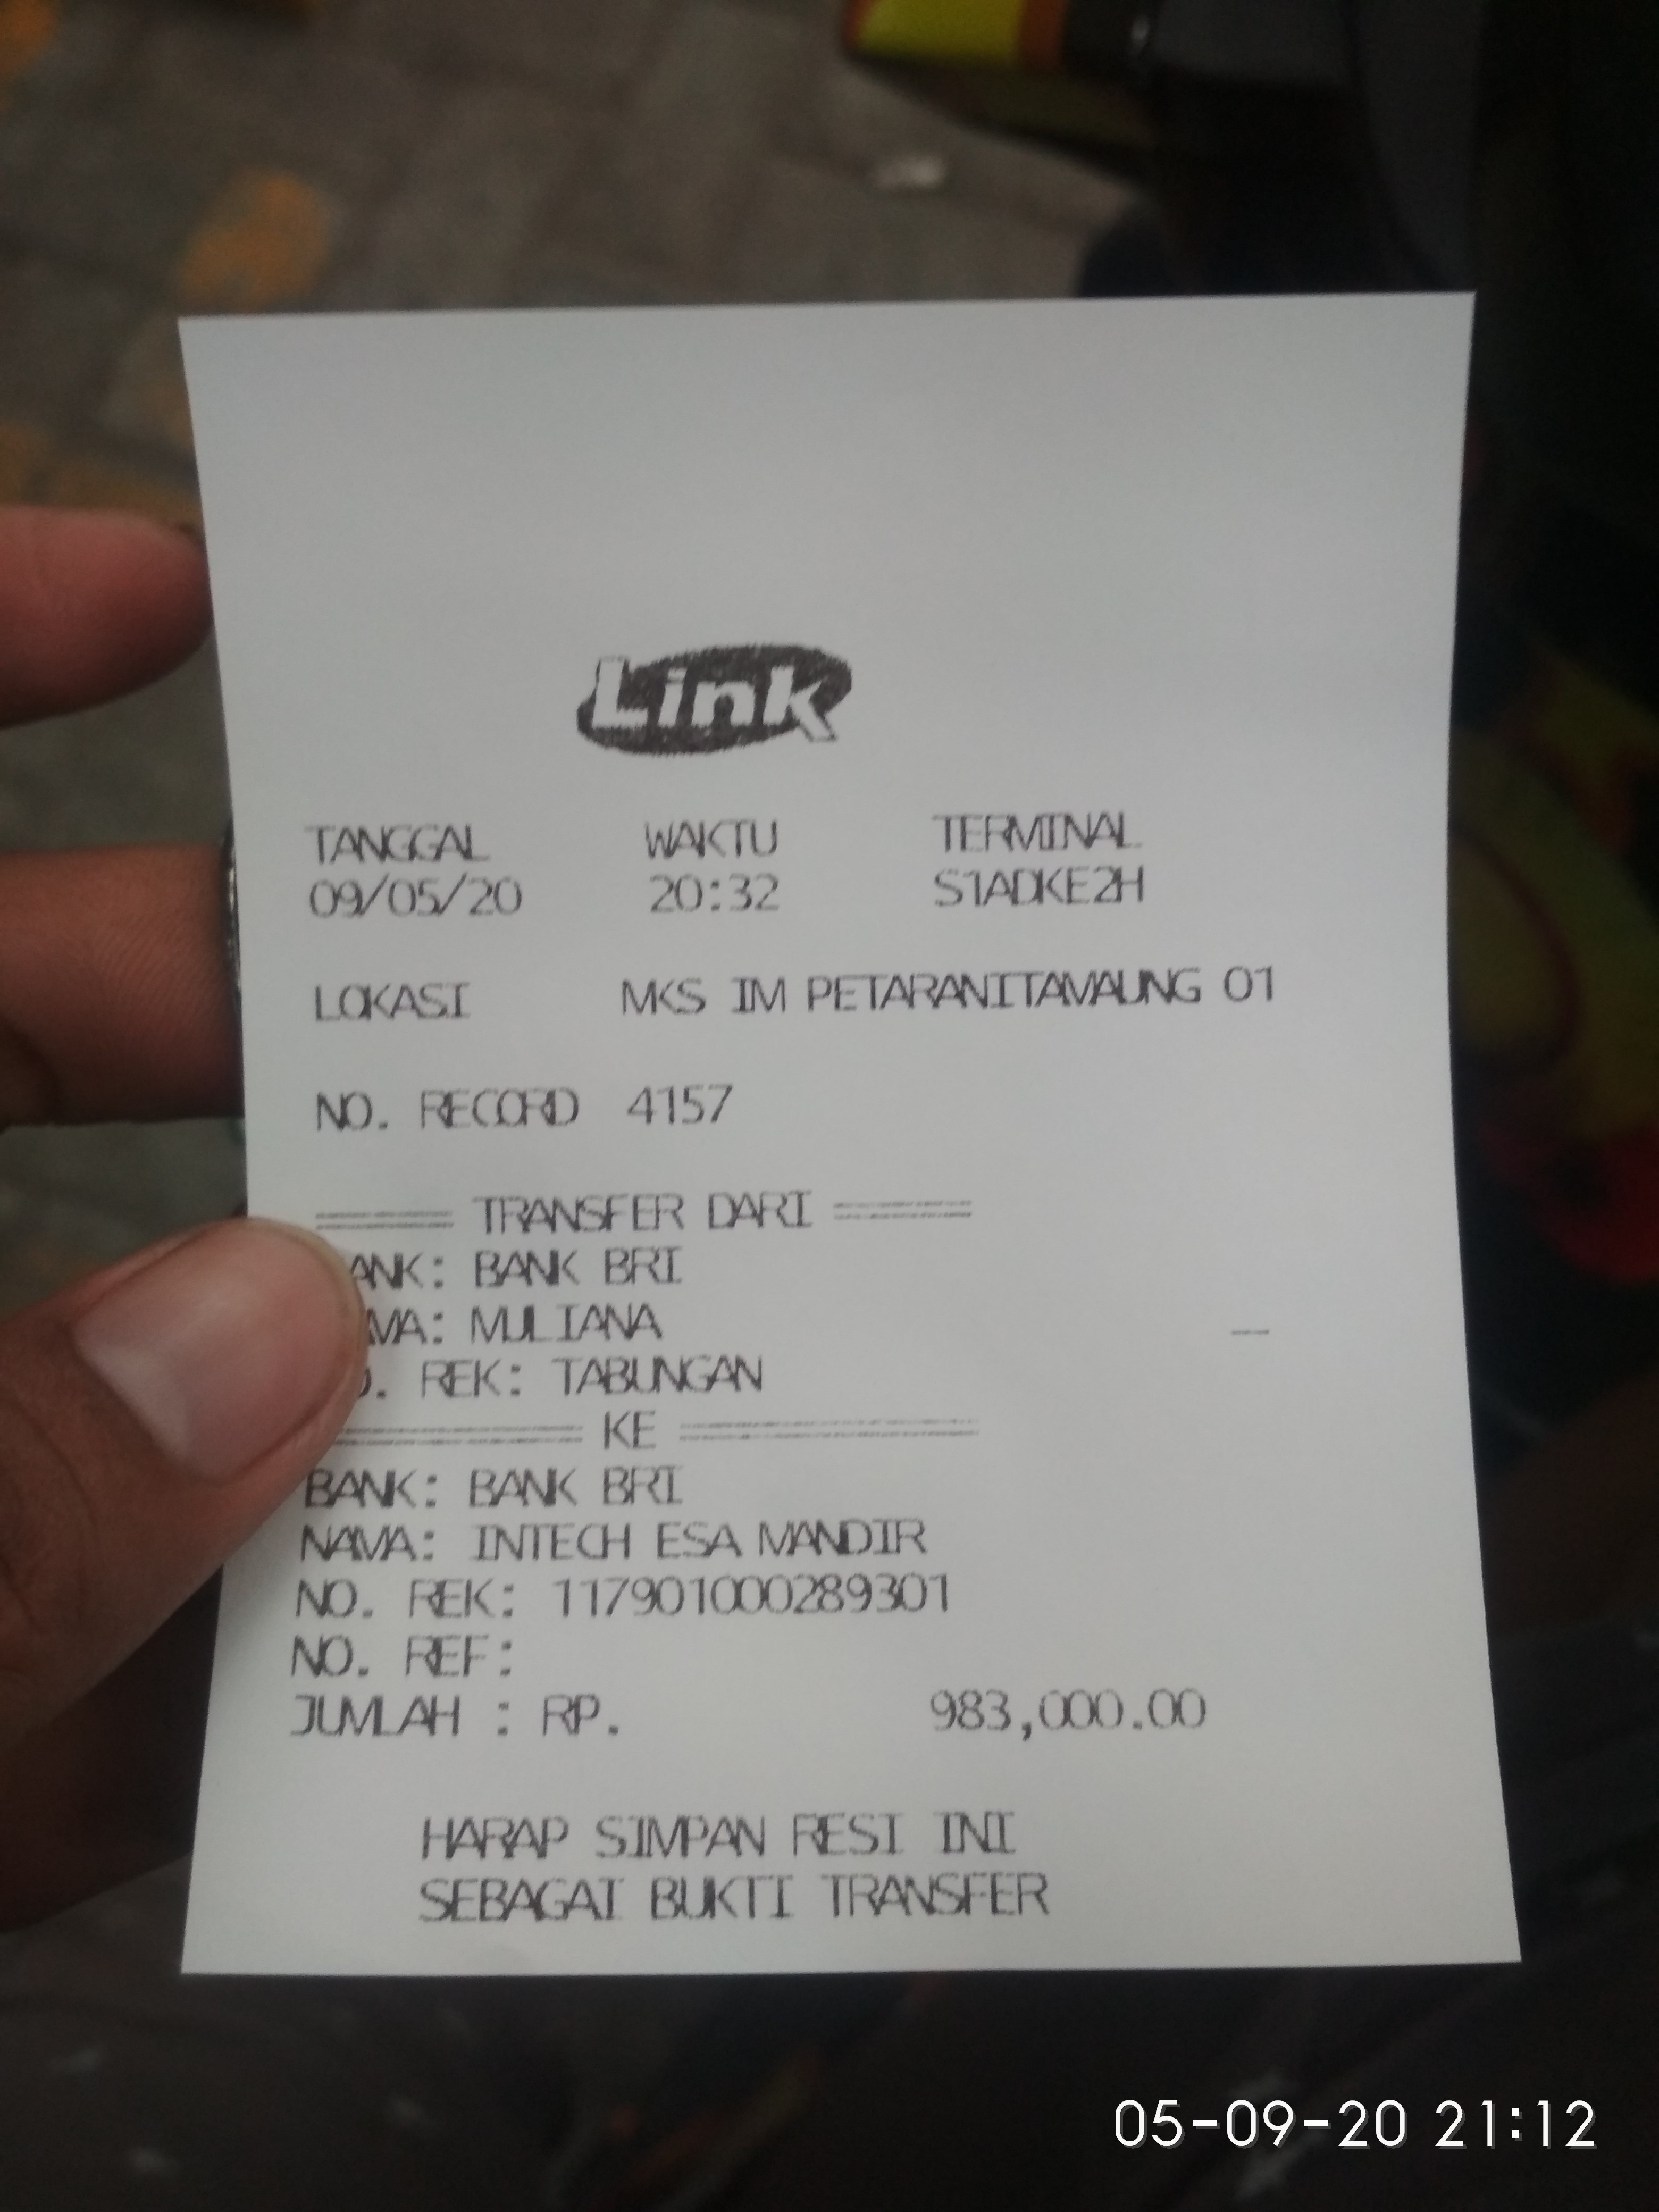 Link
TANGGAL WAKTU TERMINAL
09/05/20 20:32 S1ADKE2H
LOKASI MKS IM PETARANITAMAUNG 01
NO. RECORD 4157
===== TRANSFER DARI =====
ANK: BANK BRI
MA: MULIANA
. REK: TABUNGAN
========= KE ===========
BANK: BANK BRI
NAMA: INTECH ESA MANDIR
NO. REK: 117901000289301
NO. REF:
JUMLAH : RP. 983,000.00
HARAP SIMPAN RESI INI
SEBAGAI BUKTI TRANSFER
05-09-20 21:12